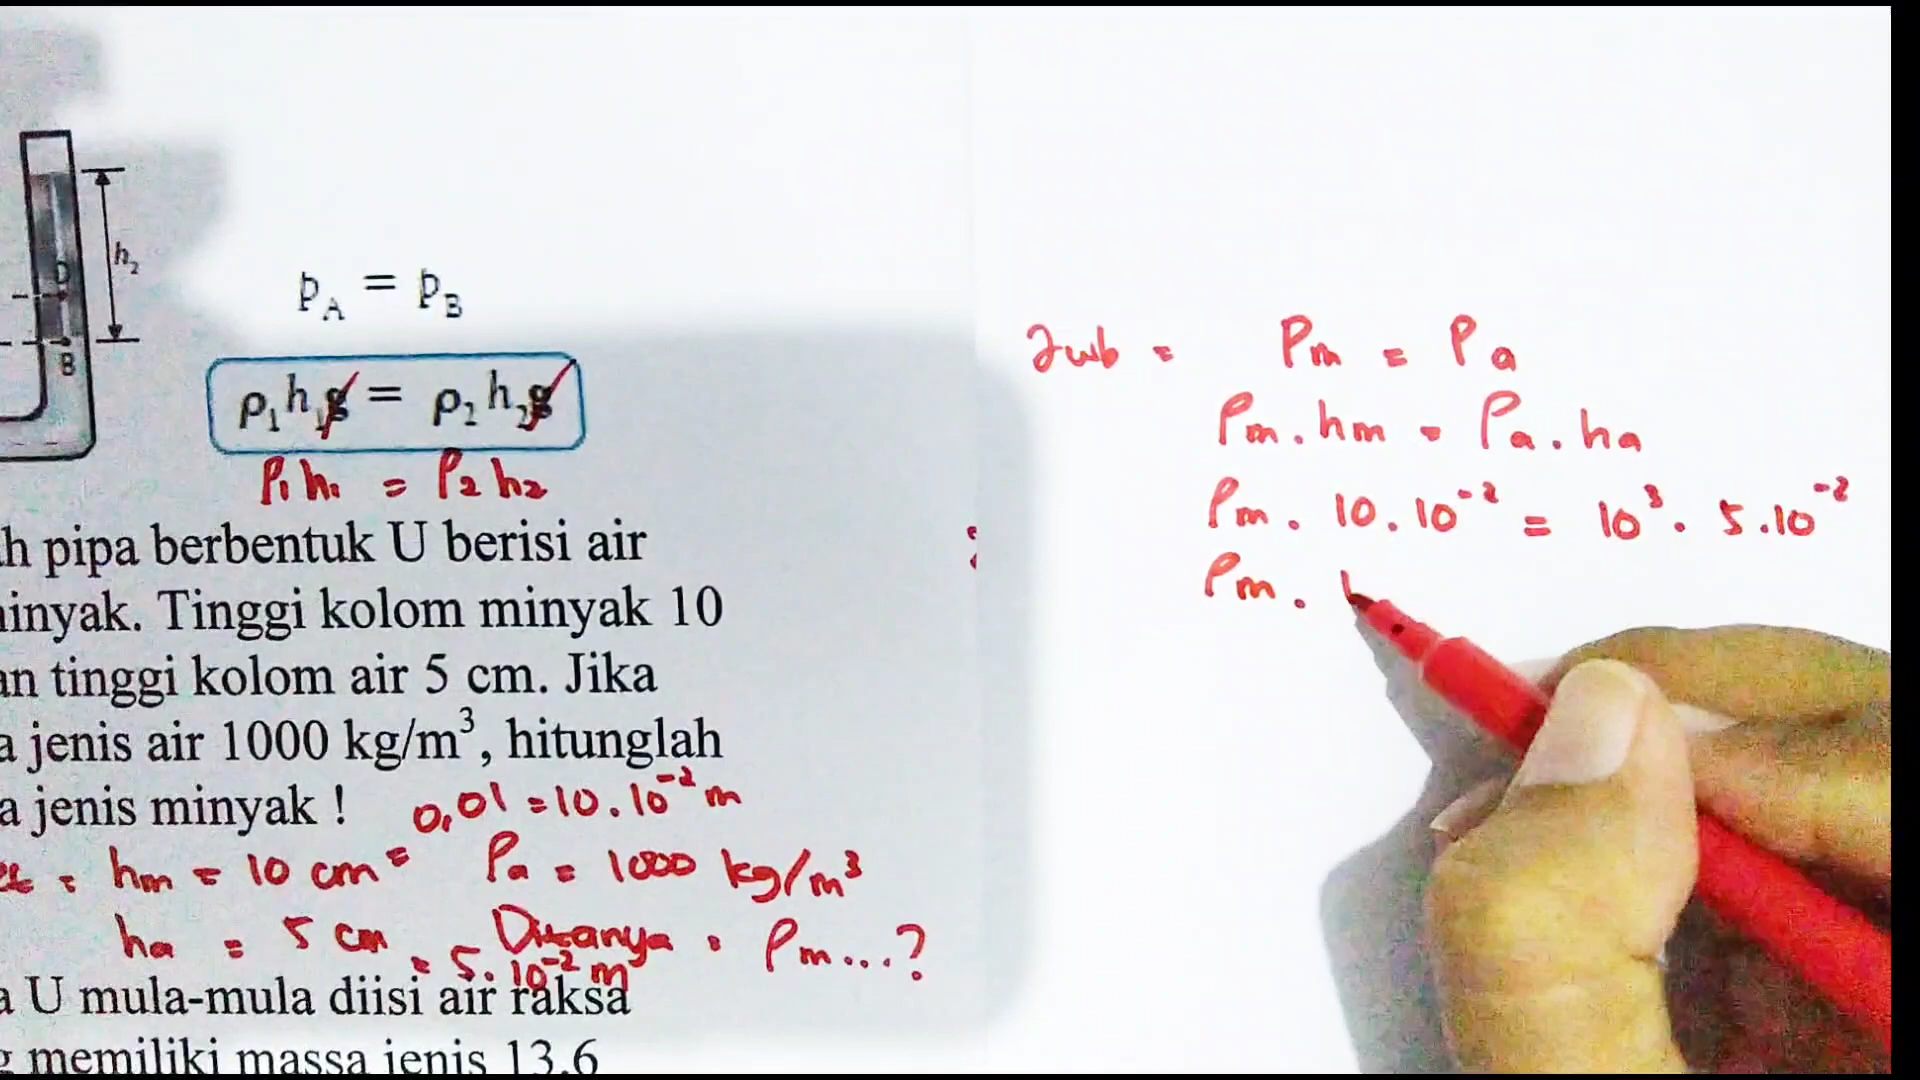 h₂
D
B
p_A = p_B
ρ₁h₁g = ρ₂h₂g
ρ₁h₁ = ρ₂h₂
h pipa berbentuk U berisi air
inyak. Tinggi kolom minyak 10
an tinggi kolom air 5 cm. Jika
a jenis air 1000 kg/m³, hitunglah
a jenis minyak !
0,01 = 10.10⁻² m
hm = 10 cm = ρa = 1000 kg/m³
ha = 5 cm = 5.10⁻² m
Ditanya : ρm...?
a U mula-mula diisi air raksa
memiliki massa jenis 13,6
Jwb = Pm = Pa
ρm . hm = ρa . ha
ρm . 10.10⁻² = 10³ . 5.10⁻²
ρm .